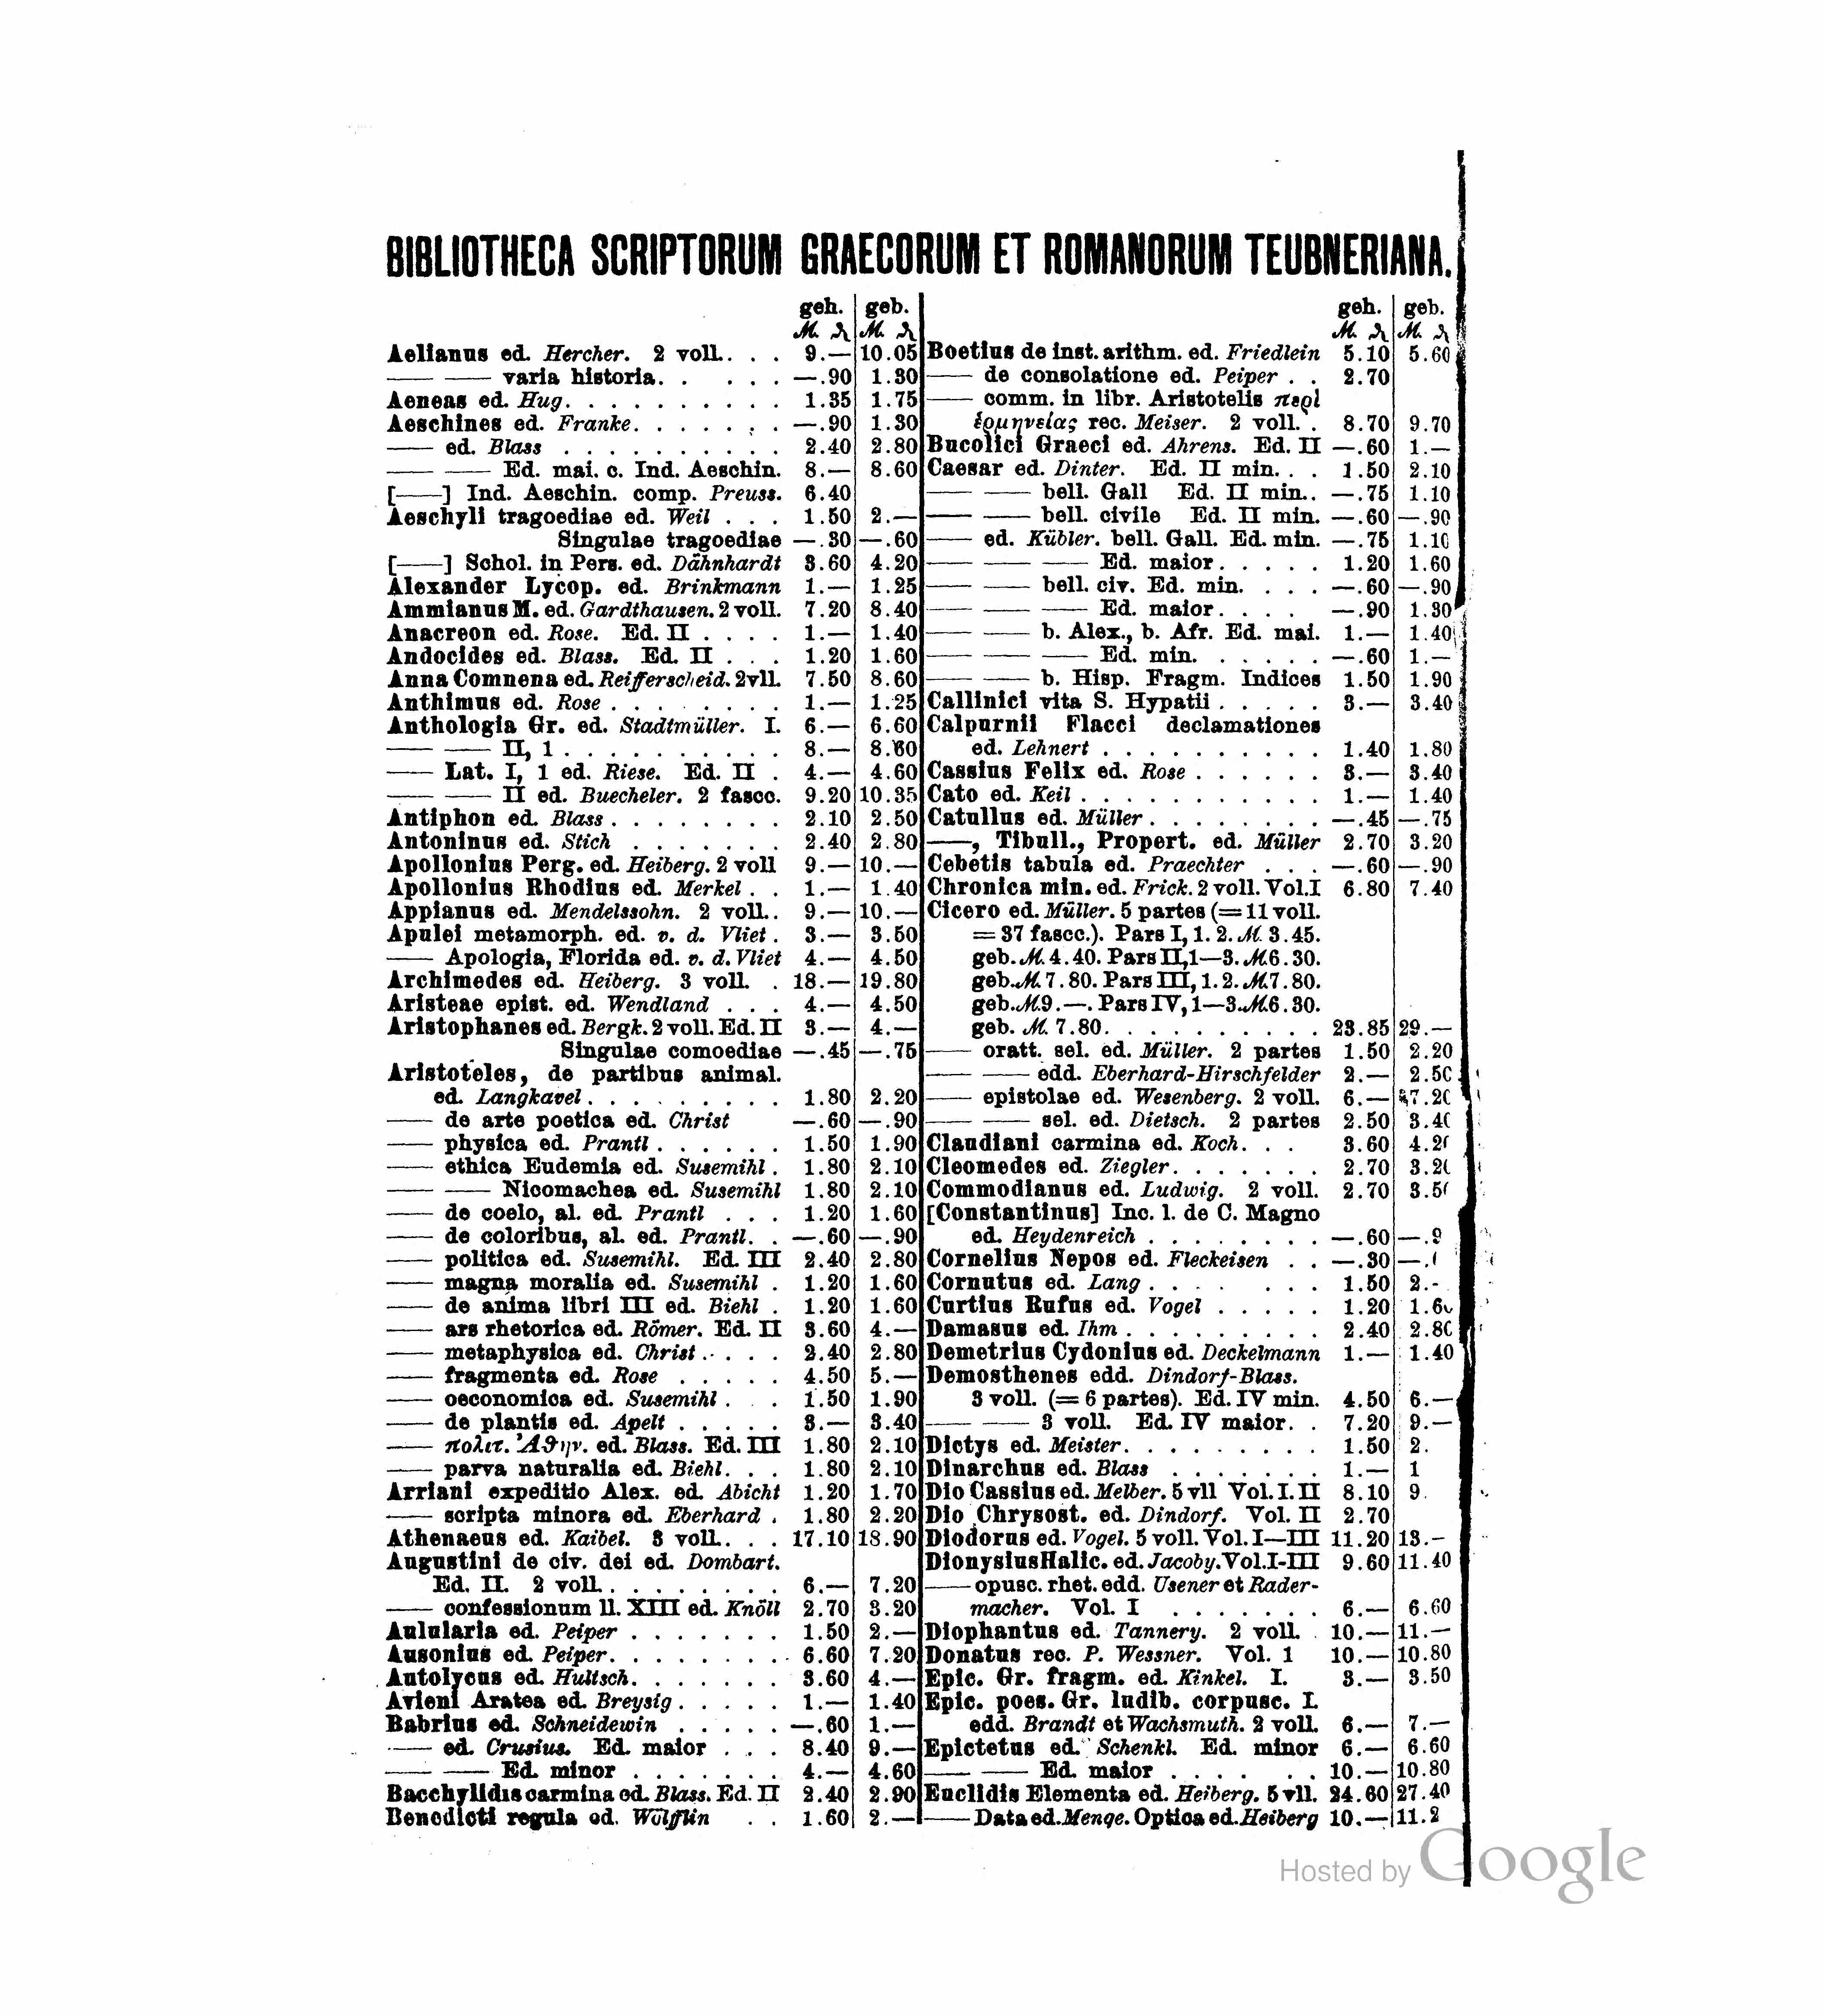 BIBLIOTHECA SCRIPTORUM GRAECORUM ET ROMANORUM TEUBNERIANA.
geh. geb.
M. ₰ M. ₰
Aelianus ed. Hercher. 2 voll. . . 9.— 10.05
—— —— varia historia. . . . . —.90 1.30
Aeneas ed. Hug. . . . . . . . . . 1.35 1.75
Aeschines ed. Franke. . . . . . . —.90 1.30
—— ed. Blass . . . . . . . . . . 2.40 2.80
—— —— Ed. mai. c. Ind. Aeschin. 8.— 8.60
[——] Ind. Aeschin. comp. Preuss. 6.40
Aeschyli tragoediae ed. Weil . . . 1.50 2.—
Singulae tragoediae —.30 —.60
[——] Schol. in Pers. ed. Dähnhardt 3.60 4.20
Alexander Lycop. ed. Brinkmann 1.— 1.25
Ammianus M. ed. Gardthausen. 2 voll. 7.20 8.40
Anacreon ed. Rose. Ed. II . . . . 1.— 1.40
Andocides ed. Blass. Ed. II . . . 1.20 1.60
Anna Comnena ed. Reifferscheid. 2vll. 7.50 8.60
Anthimus ed. Rose . . . . . . . . 1.— 1.25
Anthologia Gr. ed. Stadtmüller. I. 6.— 6.60
—— —— II, 1 . . . . . . . . . . 8.— 8.60
—— Lat. I, 1 ed. Riese. Ed. II . 4.— 4.60
—— —— II ed. Buecheler. 2 fasco. 9.20 10.35
Antiphon ed. Blass . . . . . . . . 2.10 2.50
Antoninus ed. Stich . . . . . . . 2.40 2.80
Apollonius Perg. ed. Heiberg. 2 voll 9.— 10.—
Apollonius Rhodius ed. Merkel . . 1.— 1.40
Appianus ed. Mendelssohn. 2 voll.. 9.— 10.—
Apulei metamorph. ed. v. d. Vliet . 3.— 3.50
—— Apologia, Florida ed. v. d. Vliet 4.— 4.50
Archimedes ed. Heiberg. 3 voll. . 18.— 19.80
Aristeae epist. ed. Wendland . . . 4.— 4.50
Aristophanes ed. Bergk. 2 voll. Ed. II 3.— 4.—
Singulae comoediae —.45 —.75
Aristoteles, de partibus animal.
ed. Langkavel . . . . . . . . . 1.80 2.20
—— de arte poetica ed. Christ —.60 —.90
—— physica ed. Prantl . . . . . . 1.50 1.90
—— ethica Eudemia ed. Susemihl . 1.80 2.10
—— —— Nicomachea ed. Susemihl 1.80 2.10
—— de coelo, al. ed. Prantl . . . 1.20 1.60
—— de coloribus, al. ed. Prantl. . —.60 —.90
—— politica ed. Susemihl. Ed. III 2.40 2.80
—— magna moralia ed. Susemihl . 1.20 1.60
—— de anima libri III ed. Biehl . 1.20 1.60
—— ars rhetorica ed. Römer. Ed. II 3.60 4.—
—— metaphysica ed. Christ . . . . 2.40 2.80
—— fragmenta ed. Rose . . . . . 4.50 5.—
—— oeconomica ed. Susemihl . . . 1.50 1.90
—— de plantis ed. Apelt . . . . . 3.— 3.40
—— πολιτ. Ἀθην. ed. Blass. Ed. III 1.80 2.10
—— parva naturalia ed. Biehl. . . 1.80 2.10
Arriani expeditio Alex. ed. Abicht 1.20 1.70
—— scripta minora ed. Eberhard . 1.80 2.20
Athenaeus ed. Kaibel. 3 voll. . . 17.10 18.90
Augustini de civ. dei ed. Dombart.
Ed. II. 2 voll. . . . . . . . . 6.— 7.20
—— confessionum ll. XIII ed. Knöll 2.70 3.20
Aulularia ed. Peiper . . . . . . . 1.50 2.—
Ausonius ed. Peiper. . . . . . . . 6.60 7.20
Autolycus ed. Hultsch. . . . . . . 3.60 4.—
Avieni Aratea ed. Breysig . . . . . 1.— 1.40
Babrius ed. Schneidewin . . . . . —.60 1.—
—— ed. Crusius. Ed. maior . . . 8.40 9.—
—— —— Ed. minor . . . . . . . 4.— 4.60
Bacchylidis carmina ed. Blass. Ed. II 2.40 2.90
Benedicti regula ed. Wölfflin . . 1.60 2.—
geh. geb.
M. ₰ M. ₰
Boetius de inst. arithm. ed. Friedlein 5.10 5.60
—— de consolatione ed. Peiper . . 2.70
—— comm. in libr. Aristotelis περὶ
ἑρμηνείας rec. Meiser. 2 voll. . 8.70 9.70
Bucolici Graeci ed. Ahrens. Ed. II —.60 1.—
Caesar ed. Dinter. Ed. II min. . . 1.50 2.10
—— —— bell. Gall Ed. II min.. —.75 1.10
—— —— bell. civile Ed. II min. —.60 —.90
—— ed. Kübler. bell. Gall. Ed. min. —.75 1.10
—— —— —— Ed. maior . . . . . 1.20 1.60
—— —— bell. civ. Ed. min. . . . —.60 —.90
—— —— —— Ed. maior. . . . —.90 1.30
—— —— b. Alex., b. Afr. Ed. mai. 1.— 1.40
—— —— —— Ed. min. . . . . . —.60 1.—
—— —— b. Hisp. Fragm. Indices 1.50 1.90
Callinici vita S. Hypatii . . . . . 3.— 3.40
Calpurnii Flacci declamationes
ed. Lehnert . . . . . . . . . . 1.40 1.80
Cassius Felix ed. Rose . . . . . . 3.— 3.40
Cato ed. Keil . . . . . . . . . . . 1.— 1.40
Catullus ed. Müller . . . . . . . . —.45 —.75
——, Tibull., Propert. ed. Müller 2.70 3.20
Cebetis tabula ed. Praechter . . . —.60 —.90
Chronica min. ed. Frick. 2 voll. Vol.I 6.80 7.40
Cicero ed. Müller. 5 partes (= 11 voll.
= 37 fascc.). Pars I, 1. 2. M. 3.45.
geb. M. 4.40. Pars II, 1—3. M. 6.30.
geb. M. 7.80. Pars III, 1. 2. M. 7.80.
geb. M. 9.—. Pars IV, 1—3. M. 6.30.
geb. M. 7.80. . . . . . . . . . 23.85 29.—
—— oratt. sel. ed. Müller. 2 partes 1.50 2.20
—— —— edd. Eberhard-Hirschfelder 2.—
—— epistolae ed. Wesenberg. 2 voll. 6.—
—— —— sel. ed. Dietsch. 2 partes 2.50
Claudiani carmina ed. Koch. . . 3.60
Cleomedes ed. Ziegler. . . . . . . 2.70
Commodianus ed. Ludwig. 2 voll. 2.70
[Constantinus] Inc. l. de C. Magno
ed. Heydenreich . . . . . . . . —.60
Cornelius Nepos ed. Fleckeisen . . —.30
Cornutus ed. Lang . . . . . . 1.50 2.-
Curtius Rufus ed. Vogel . . . . . 1.20
Damasus ed. Ihm . . . . . . . . . 2.40 2.80
Demetrius Cydonius ed. Deckelmann 1.— 1.40
Demosthenes edd. Dindorf-Blass.
3 voll. (= 6 partes). Ed. IV min. 4.50 6.—
—— —— 3 voll. Ed. IV maior. . 7.20 9.—
Dictys ed. Meister. . . . . . . . . 1.50 2.
Dinarchus ed. Blass . . . . . . . 1.— 1
Dio Cassius ed. Melber. 5 vll Vol. I. II 8.10 9.
Dio Chrysost. ed. Dindorf. Vol. II 2.70
Diodorus ed. Vogel. 5 voll. Vol. I—III 11.20 13.-
Dionysius Halic. ed. Jacoby. Vol.I-III 9.60 11.40
—— opusc. rhet. edd. Usener et Rader-
macher. Vol. I . . . . . . . 6.— 6.60
Diophantus ed. Tannery. 2 voll. . 10.— 11.—
Donatus rec. P. Wessner. Vol. 1 10.— 10.80
Epic. Gr. fragm. ed. Kinkel. I. 3.— 3.50
Epic. poes. Gr. ludib. corpusc. I.
edd. Brandt et Wachsmuth. 2 voll. 6.— 7.—
Epictetus ed. Schenkl. Ed. minor 6.— 6.60
—— —— Ed. maior . . . . . . 10.— 10.80
Euclidis Elementa ed. Heiberg. 5 vll. 24.60 27.40
—— Data ed. Menge. Optica ed. Heiberg 10.— 11.2
Hosted by Google